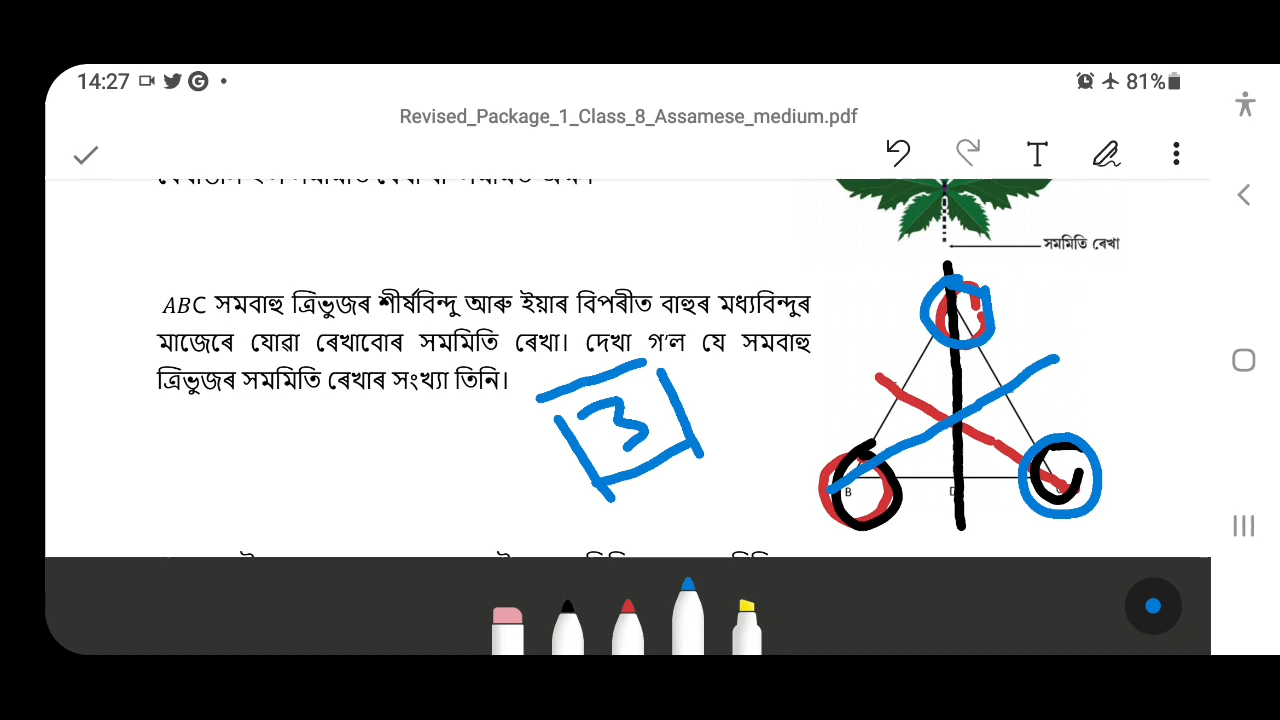 14:27
81%
Revised_Package_1_Class_8_Assamese_medium.pdf
T
সমমিতি ৰেখা
ABC সমবাহু ত্ৰিভুজৰ শীৰ্ষবিন্দু আৰু ইয়াৰ বিপৰীত বাহুৰ মধ্যবিন্দুৰ
মাজেৰে যোৱা ৰেখাবোৰ সমমিতি ৰেখা। দেখা গ'ল যে সমবাহু
ত্ৰিভুজৰ সমমিতি ৰেখাৰ সংখ্যা তিনি।
3
B